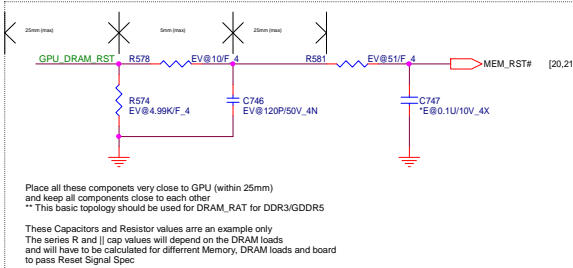 25mm (max) 5mm (max) 25mm (max)
GPU_DRAM_RST R578 EV@10/F_4 R581 EV@51/F_4
MEM_RST# [20,21
R574
EV@4.99K/F_4
C746
EV@120P/50V_4N
C747
*E@0.1U/10V_4X
Place all these componets very close to GPU (within 25mm)
and keep all components close to each other
** This basic topology should be used for DRAM_RAT for DDR3/GDDR5
These Capacitors and Resistor values arre an example only
The series R and || cap values will depend on the DRAM loads
and will have to be calculated for different Memory, DRAM loads and board
to pass Reset Signal Spec